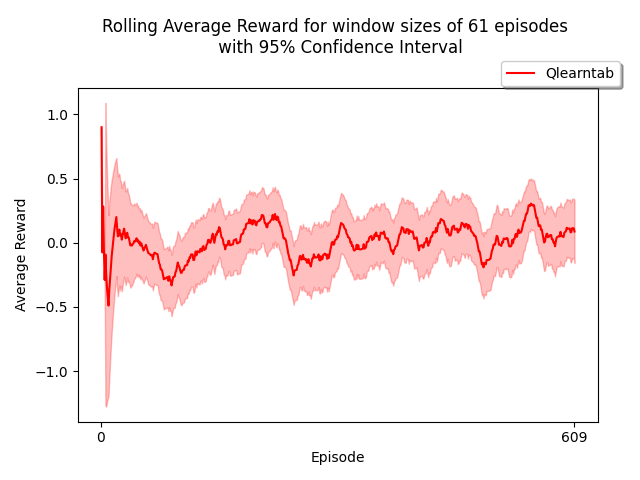 Rolling Average Reward for window sizes of 61 episodes
with 95% Confidence Interval
Qlearntab
1.0
0.5
0.0
−0.5
−1.0
Average Reward
0
609
Episode